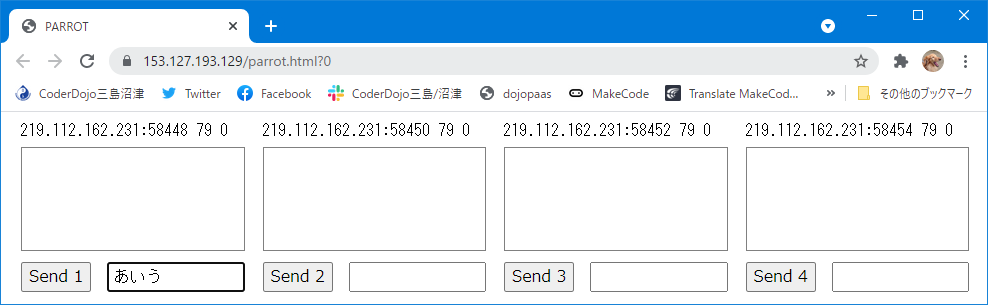 PARROT
153.127.193.129/parrot.html?0
CoderDojo三島沼津 Twitter Facebook CoderDojo三島/沼津 dojopaas MakeCode Translate MakeCod... » その他のブックマーク
219.112.162.231:58448 79 0 219.112.162.231:58450 79 0 219.112.162.231:58452 79 0 219.112.162.231:58454 79 0
Send 1 あいう Send 2 Send 3 Send 4